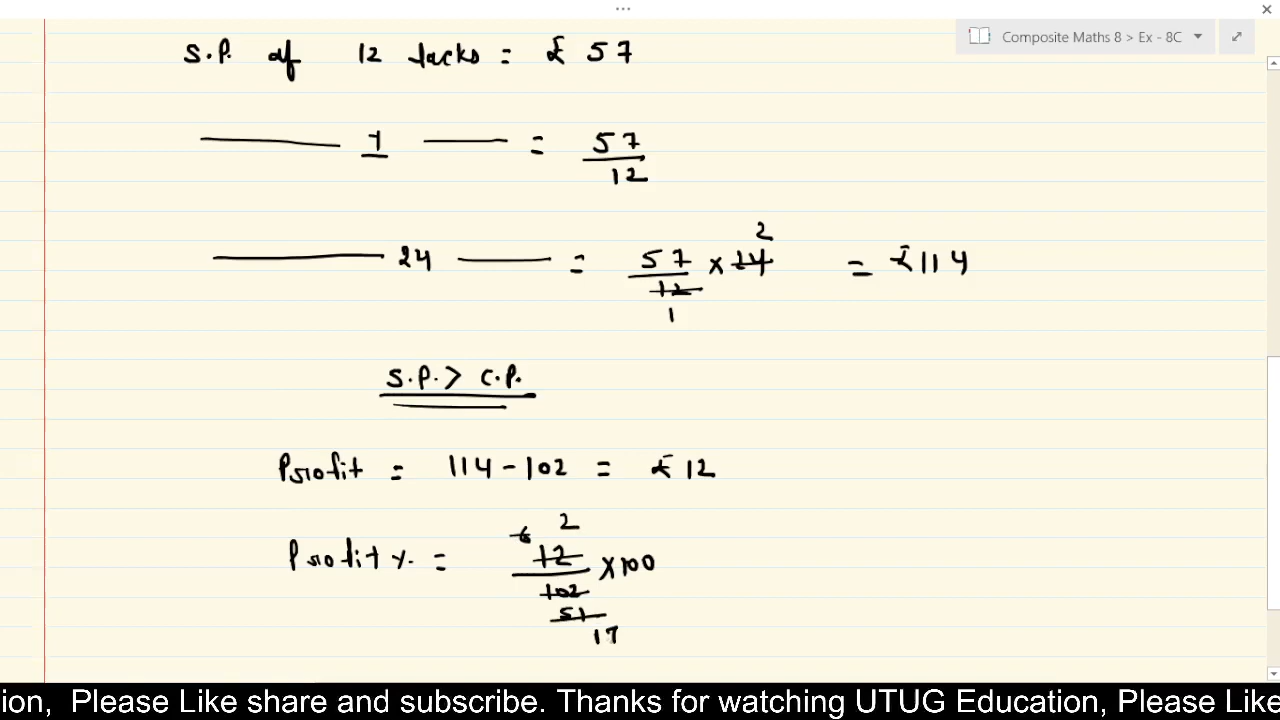 Composite Maths 8 > Ex - 8C
S.P. of 12 Jacks = ₹ 57
1 = 57/12
24 = 57/12 × 24 = ₹114
2
1
S.P. > C.P.
Profit = 114 - 102 = ₹ 12
Profit % = 12/102 × 100
6 2
51
17
ion, Please Like share and subscribe. Thanks for watching UTUG Education, Please Like